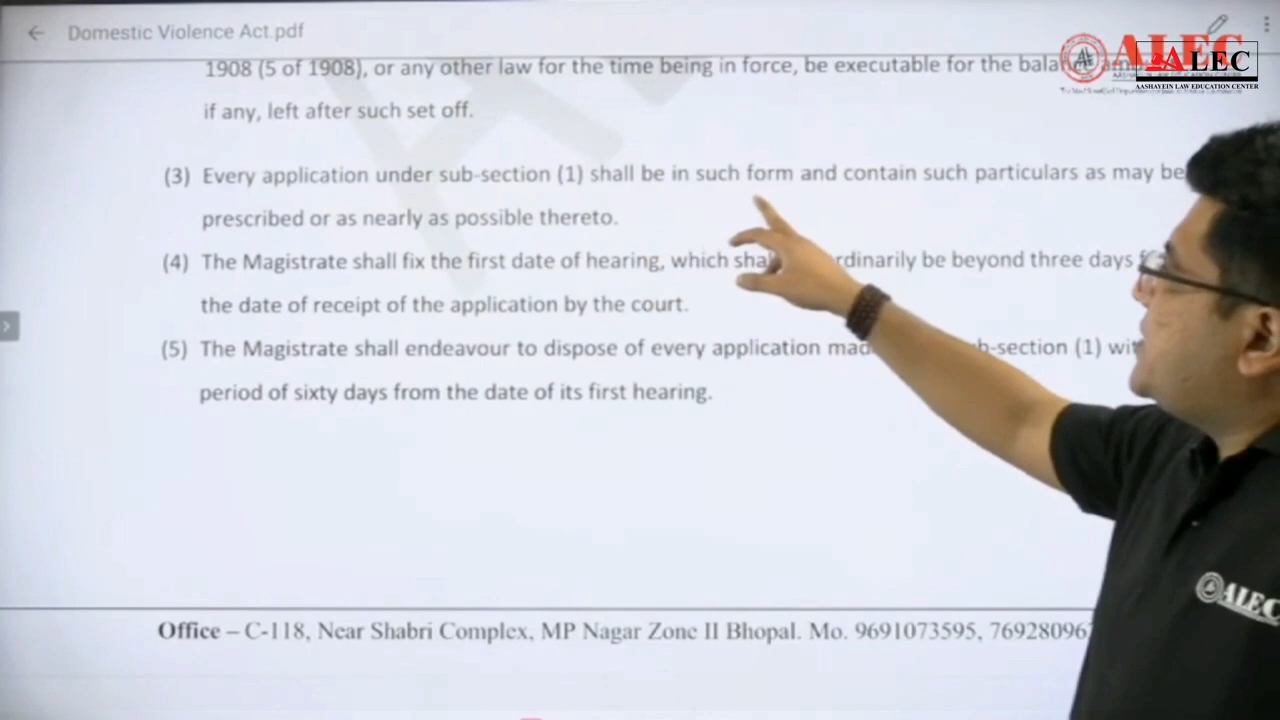 Domestic Violence Act.pdf
ALEC
ALEC
AASHAYEIN LAW EDUCATION CENTER
1908 (5 of 1908), or any other law for the time being in force, be executable for the
if any, left after such set off.
(3) Every application under sub-section (1) shall be in such form and contain such particulars as may be
prescribed or as nearly as possible thereto.
(4) The Magistrate shall fix the first date of hearing, which beyond three days
the date of receipt of the application by the court.
(5) The Magistrate shall endeavour to dispose of every application (1)
period of sixty days from the date of its first hearing.
ALEC
Office – C-118, Near Shabri Complex, MP Nagar Zone II Bhopal. Mo. 9691073595,